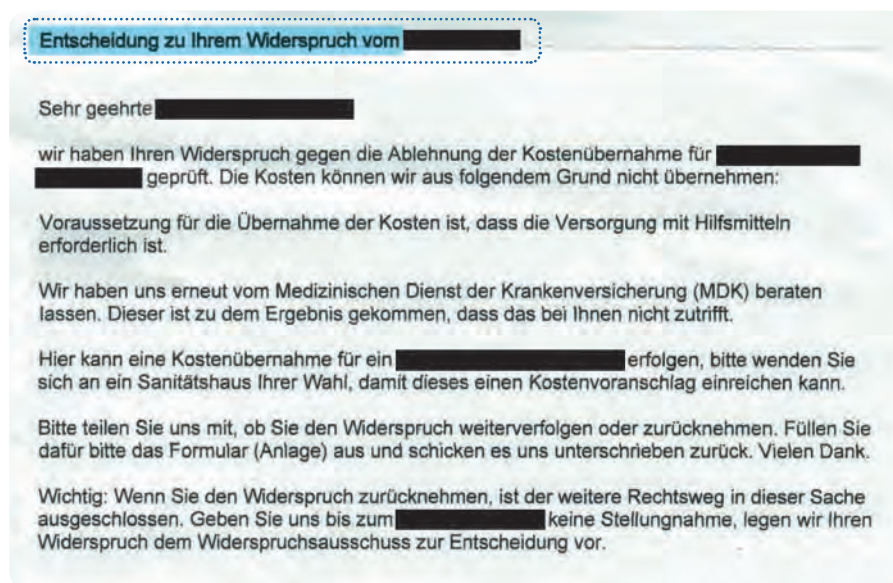 Entscheidung zu Ihrem Widerspruch vom
Sehr geehrte
wir haben Ihren Widerspruch gegen die Ablehnung der Kostenübernahme für
geprüft. Die Kosten können wir aus folgendem Grund nicht übernehmen:
Voraussetzung für die Übernahme der Kosten ist, dass die Versorgung mit Hilfsmitteln
erforderlich ist.
Wir haben uns erneut vom Medizinischen Dienst der Krankenversicherung (MDK) beraten
lassen. Dieser ist zu dem Ergebnis gekommen, dass das bei Ihnen nicht zutrifft.
Hier kann eine Kostenübernahme für ein erfolgen, bitte wenden Sie
sich an ein Sanitätshaus Ihrer Wahl, damit dieses einen Kostenvoranschlag einreichen kann.
Bitte teilen Sie uns mit, ob Sie den Widerspruch weiterverfolgen oder zurücknehmen. Füllen Sie
dafür bitte das Formular (Anlage) aus und schicken es uns unterschrieben zurück. Vielen Dank.
Wichtig: Wenn Sie den Widerspruch zurücknehmen, ist der weitere Rechtsweg in dieser Sache
ausgeschlossen. Geben Sie uns bis zum keine Stellungnahme, legen wir Ihren
Widerspruch dem Widerspruchsausschuss zur Entscheidung vor.